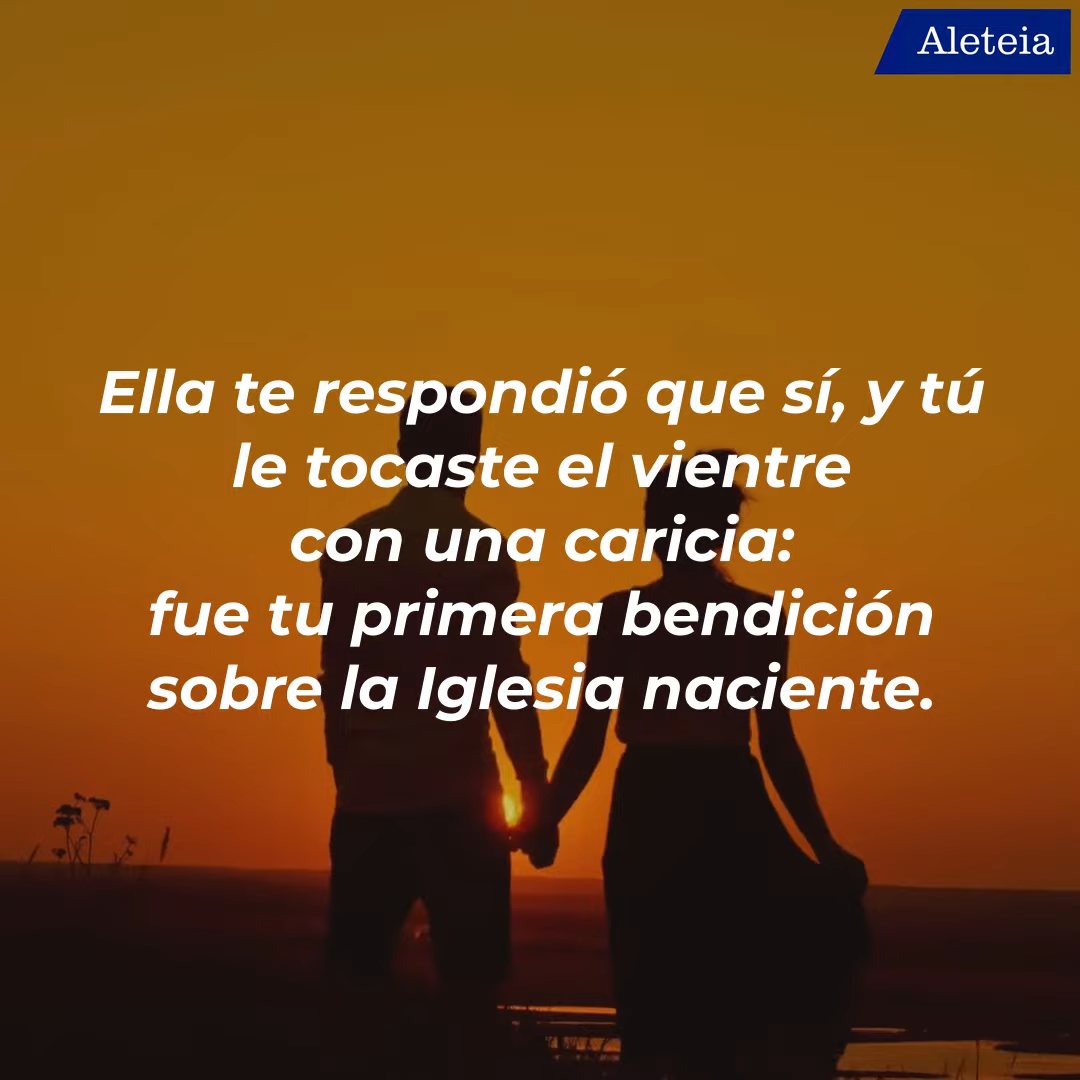 Aleteia
Ella te respondió que sí, y tú
le tocaste el vientre
con una caricia:
fue tu primera bendición
sobre la Iglesia naciente.